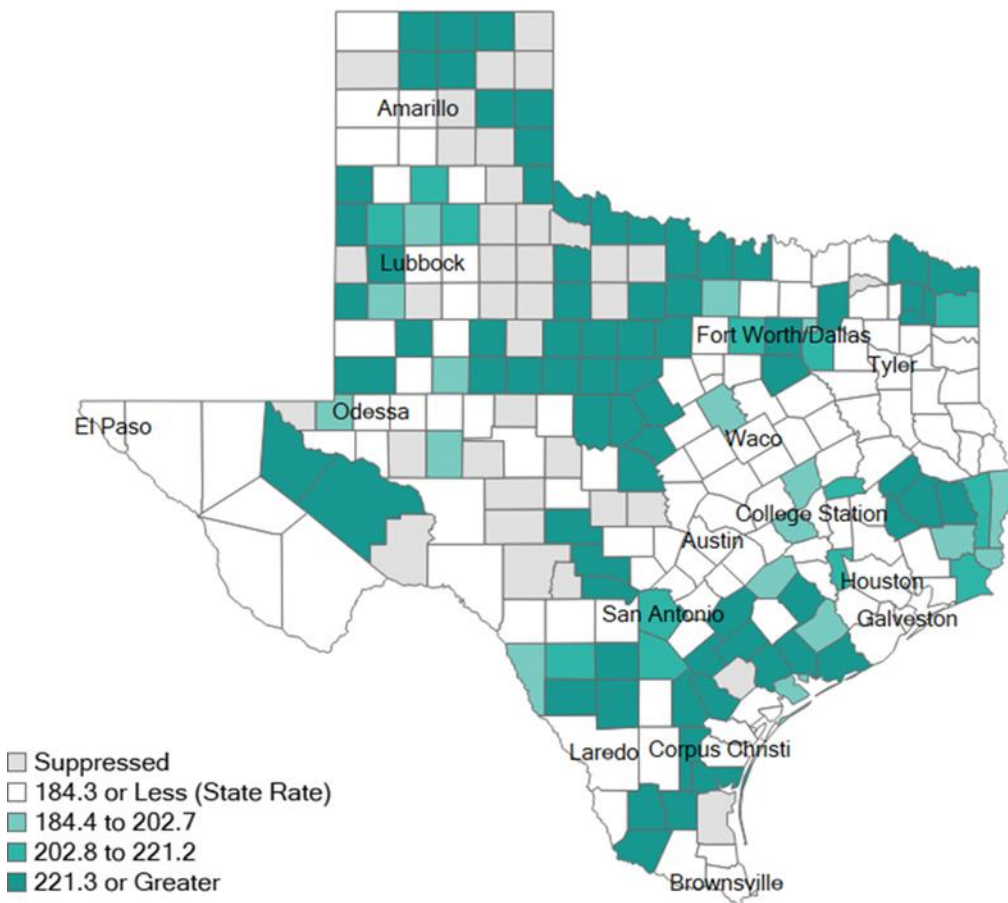 Amarillo
Lubbock
Fort Worth/Dallas
Tyler
Odessa
El Paso
Waco
College Station
Austin
Houston
San Antonio
Galveston
Laredo
Corpus Christi
Brownsville
Suppressed
184.3 or Less (State Rate)
184.4 to 202.7
202.8 to 221.2
221.3 or Greater